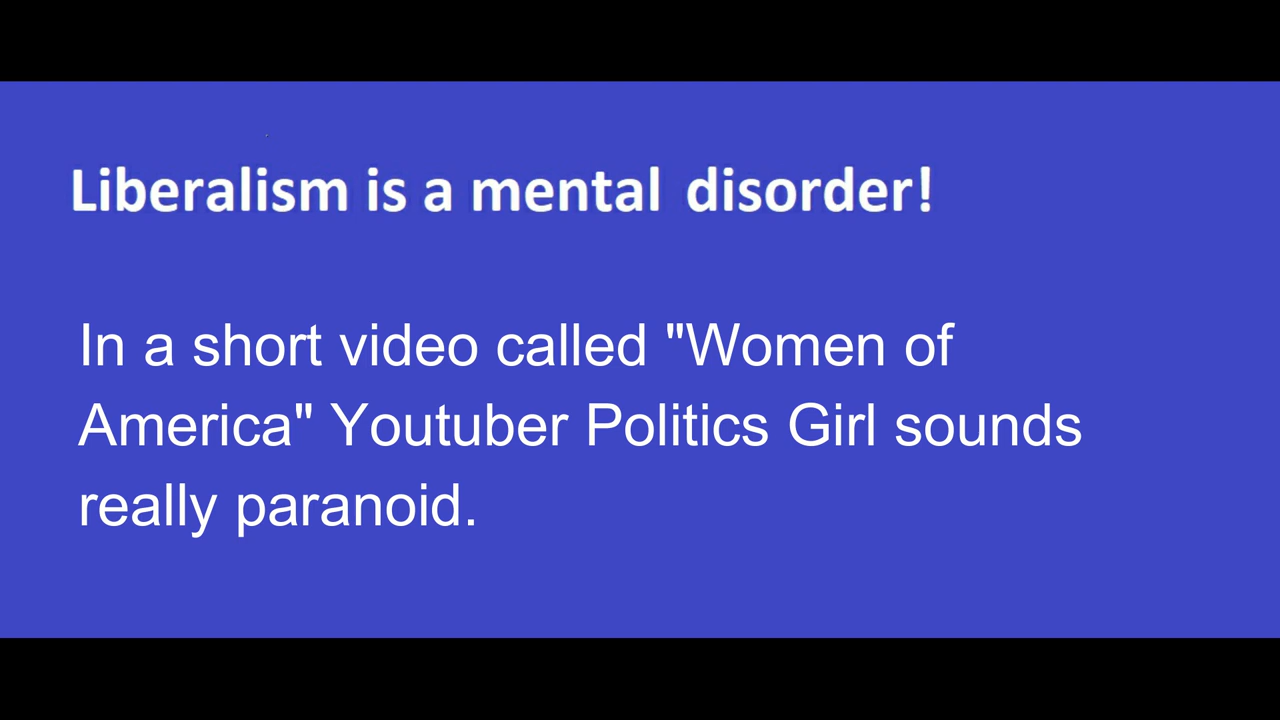 Liberalism is a mental disorder!
In a short video called "Women of
America" Youtuber Politics Girl sounds
really paranoid.